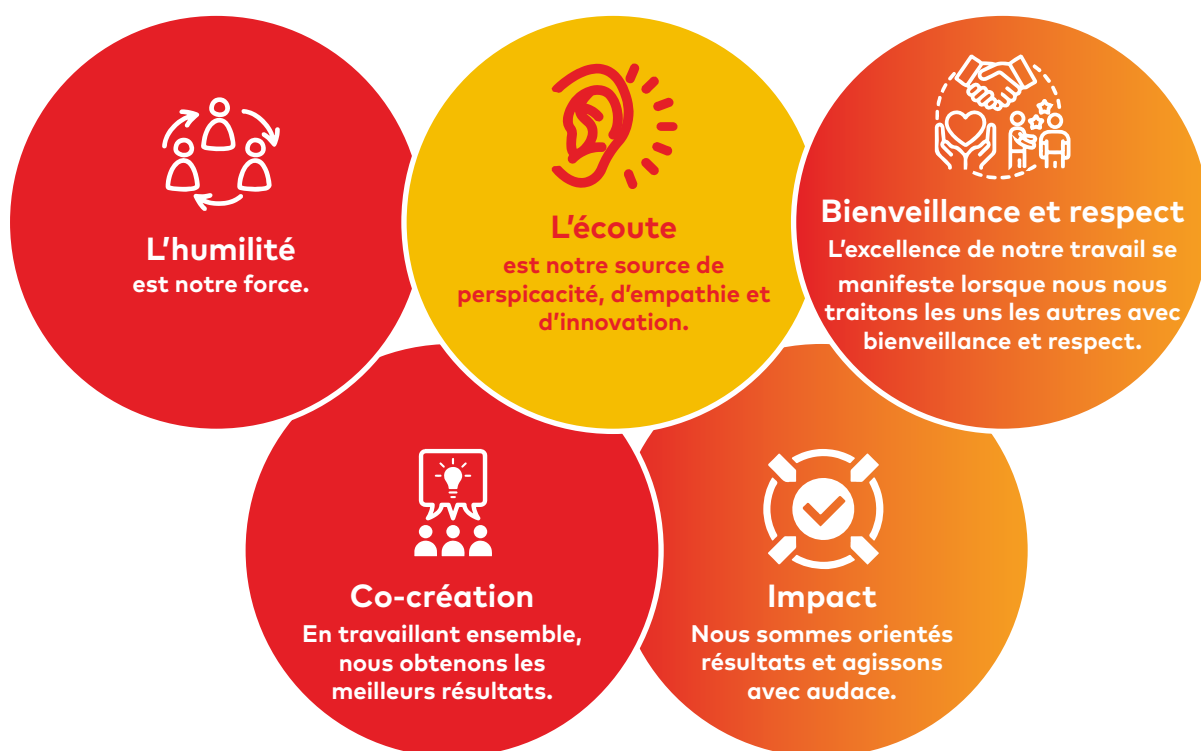 L'humilité
est notre force.
L'écoute
est notre source de
perspicacité, d'empathie et
d'innovation.
Bienveillance et respect
L'excellence de notre travail se
manifeste lorsque nous nous
traitons les uns les autres avec
bienveillance et respect.
Co-création
En travaillant ensemble,
nous obtenons les
meilleurs résultats.
Impact
Nous sommes orientés
résultats et agissons
avec audace.